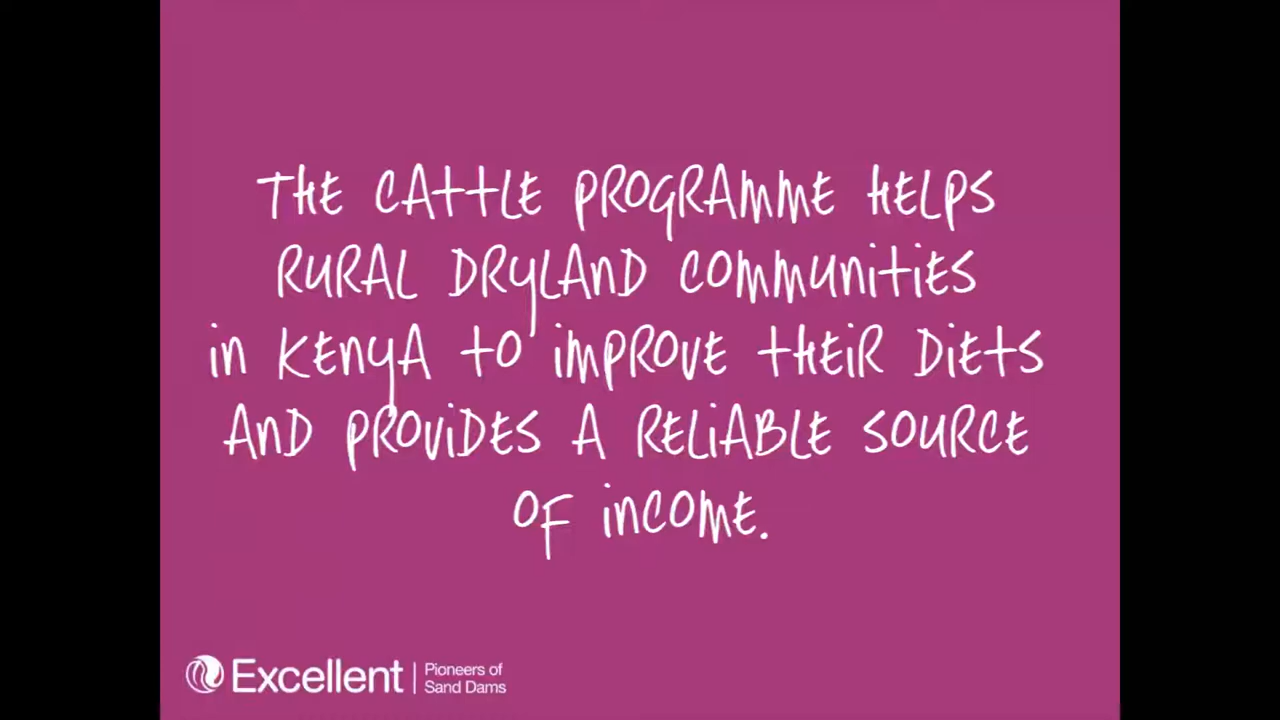 THE CATTLE PROGRAMME HELPS
RURAL DRYLAND COMMUNITIES
IN KENYA TO IMPROVE THEIR DIETS
AND PROVIDES A RELIABLE SOURCE
OF INCOME.
Excellent
Pioneers of
Sand Dams